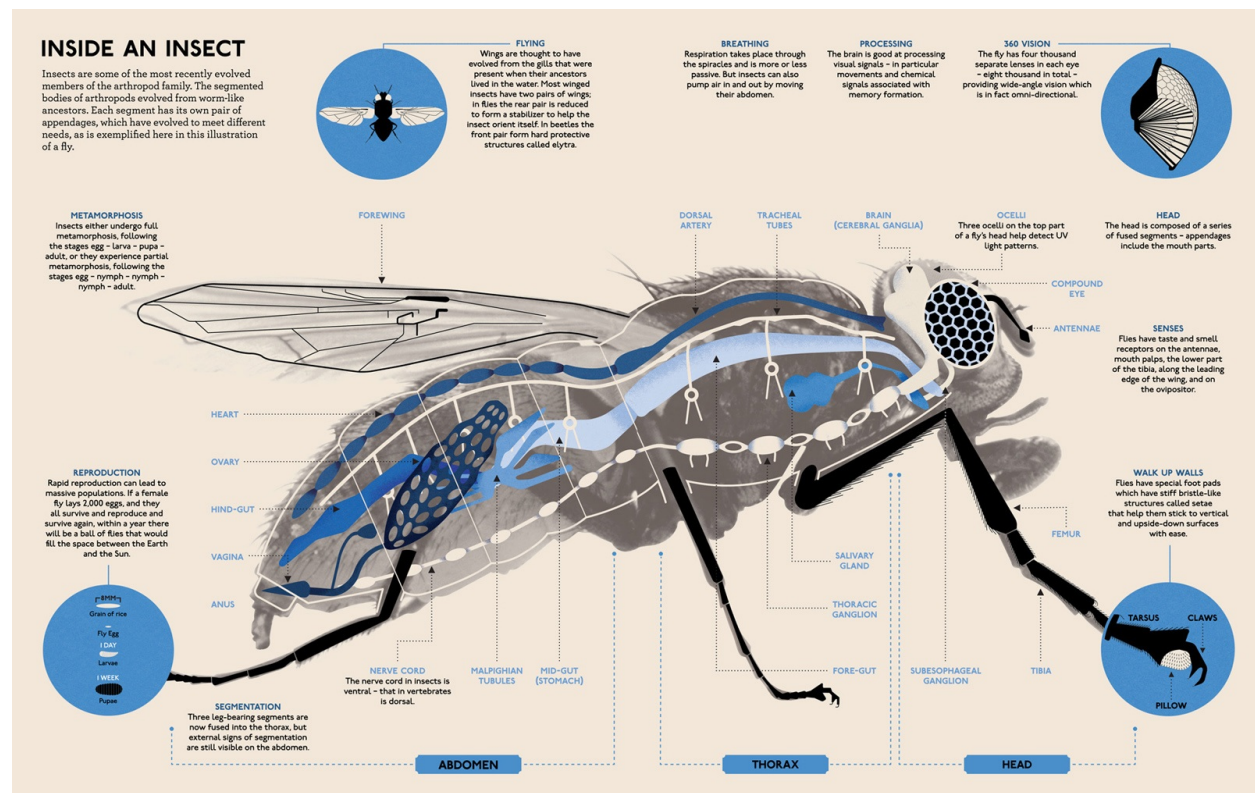 INSIDE AN INSECT
Insects are some of the most recently evolved
members of the arthropod family. The segmented
bodies of arthropods evolved from worm-like
ancestors. Each segment has its own pair of
appendages, which have evolved to meet different
needs, as is exemplified here in this illustration
of a fly.
FLYING
Wings are thought to have
evolved from the gills that were
present when their ancestors
lived in the water. Most winged
insects have two pairs of wings;
in flies the rear pair is reduced
to form a stabilizer to help the
insect orient itself. In beetles the
front pair form hard protective
structures called elytra.
BREATHING
Respiration takes place through
the spiracles and is more or less
passive. But insects can also
pump air in and out by moving
their abdomen.
PROCESSING
The brain is good at processing
visual signals – in particular
movements and chemical
signals associated with
memory formation.
360 VISION
The fly has four thousand
separate lenses in each eye
– eight thousand in total –
providing wide-angle vision which
is in fact omni-directional.
METAMORPHOSIS
Insects either undergo full
metamorphosis, following
the stages egg – larva – pupa –
adult, or they experience partial
metamorphosis, following the
stages egg – nymph – nymph –
nymph – adult.
FOREWING
DORSAL
ARTERY
TRACHEAL
TUBES
BRAIN
(CEREBRAL GANGLIA)
OCELLI
Three ocelli on the top part
of a fly's head help detect UV
light patterns.
HEAD
The head is composed of a series
of fused segments – appendages
include the mouth parts.
COMPOUND
EYE
ANTENNAE
SENSES
Flies have taste and smell
receptors on the antennae,
mouth palps, the lower part
of the tibia, along the leading
edge of the wing, and on
the ovipositor.
HEART
OVARY
HIND-GUT
VAGINA
ANUS
REPRODUCTION
Rapid reproduction can lead to
massive populations. If a female
fly lays 2,000 eggs, and they
all survive and reproduce and
survive again, within a year there
will be a ball of flies that would
fill the space between the Earth
and the Sun.
8MM
Grain of rice
Fly Egg
1 DAY
Larvae
1 WEEK
Pupae
WALK UP WALLS
Flies have special foot pads
which have stiff bristle-like
structures called setae
that help them stick to vertical
and upside-down surfaces
with ease.
FEMUR
SALIVARY
GLAND
THORACIC
GANGLION
TARSUS
CLAWS
PILLOW
NERVE CORD
The nerve cord in insects is
ventral – that in vertebrates
is dorsal.
MALPIGHIAN
TUBULES
MID-GUT
(STOMACH)
FORE-GUT
SUBESOPHAGEAL
GANGLION
TIBIA
SEGMENTATION
Three leg-bearing segments are
now fused into the thorax, but
external signs of segmentation
are still visible on the abdomen.
ABDOMEN
THORAX
HEAD